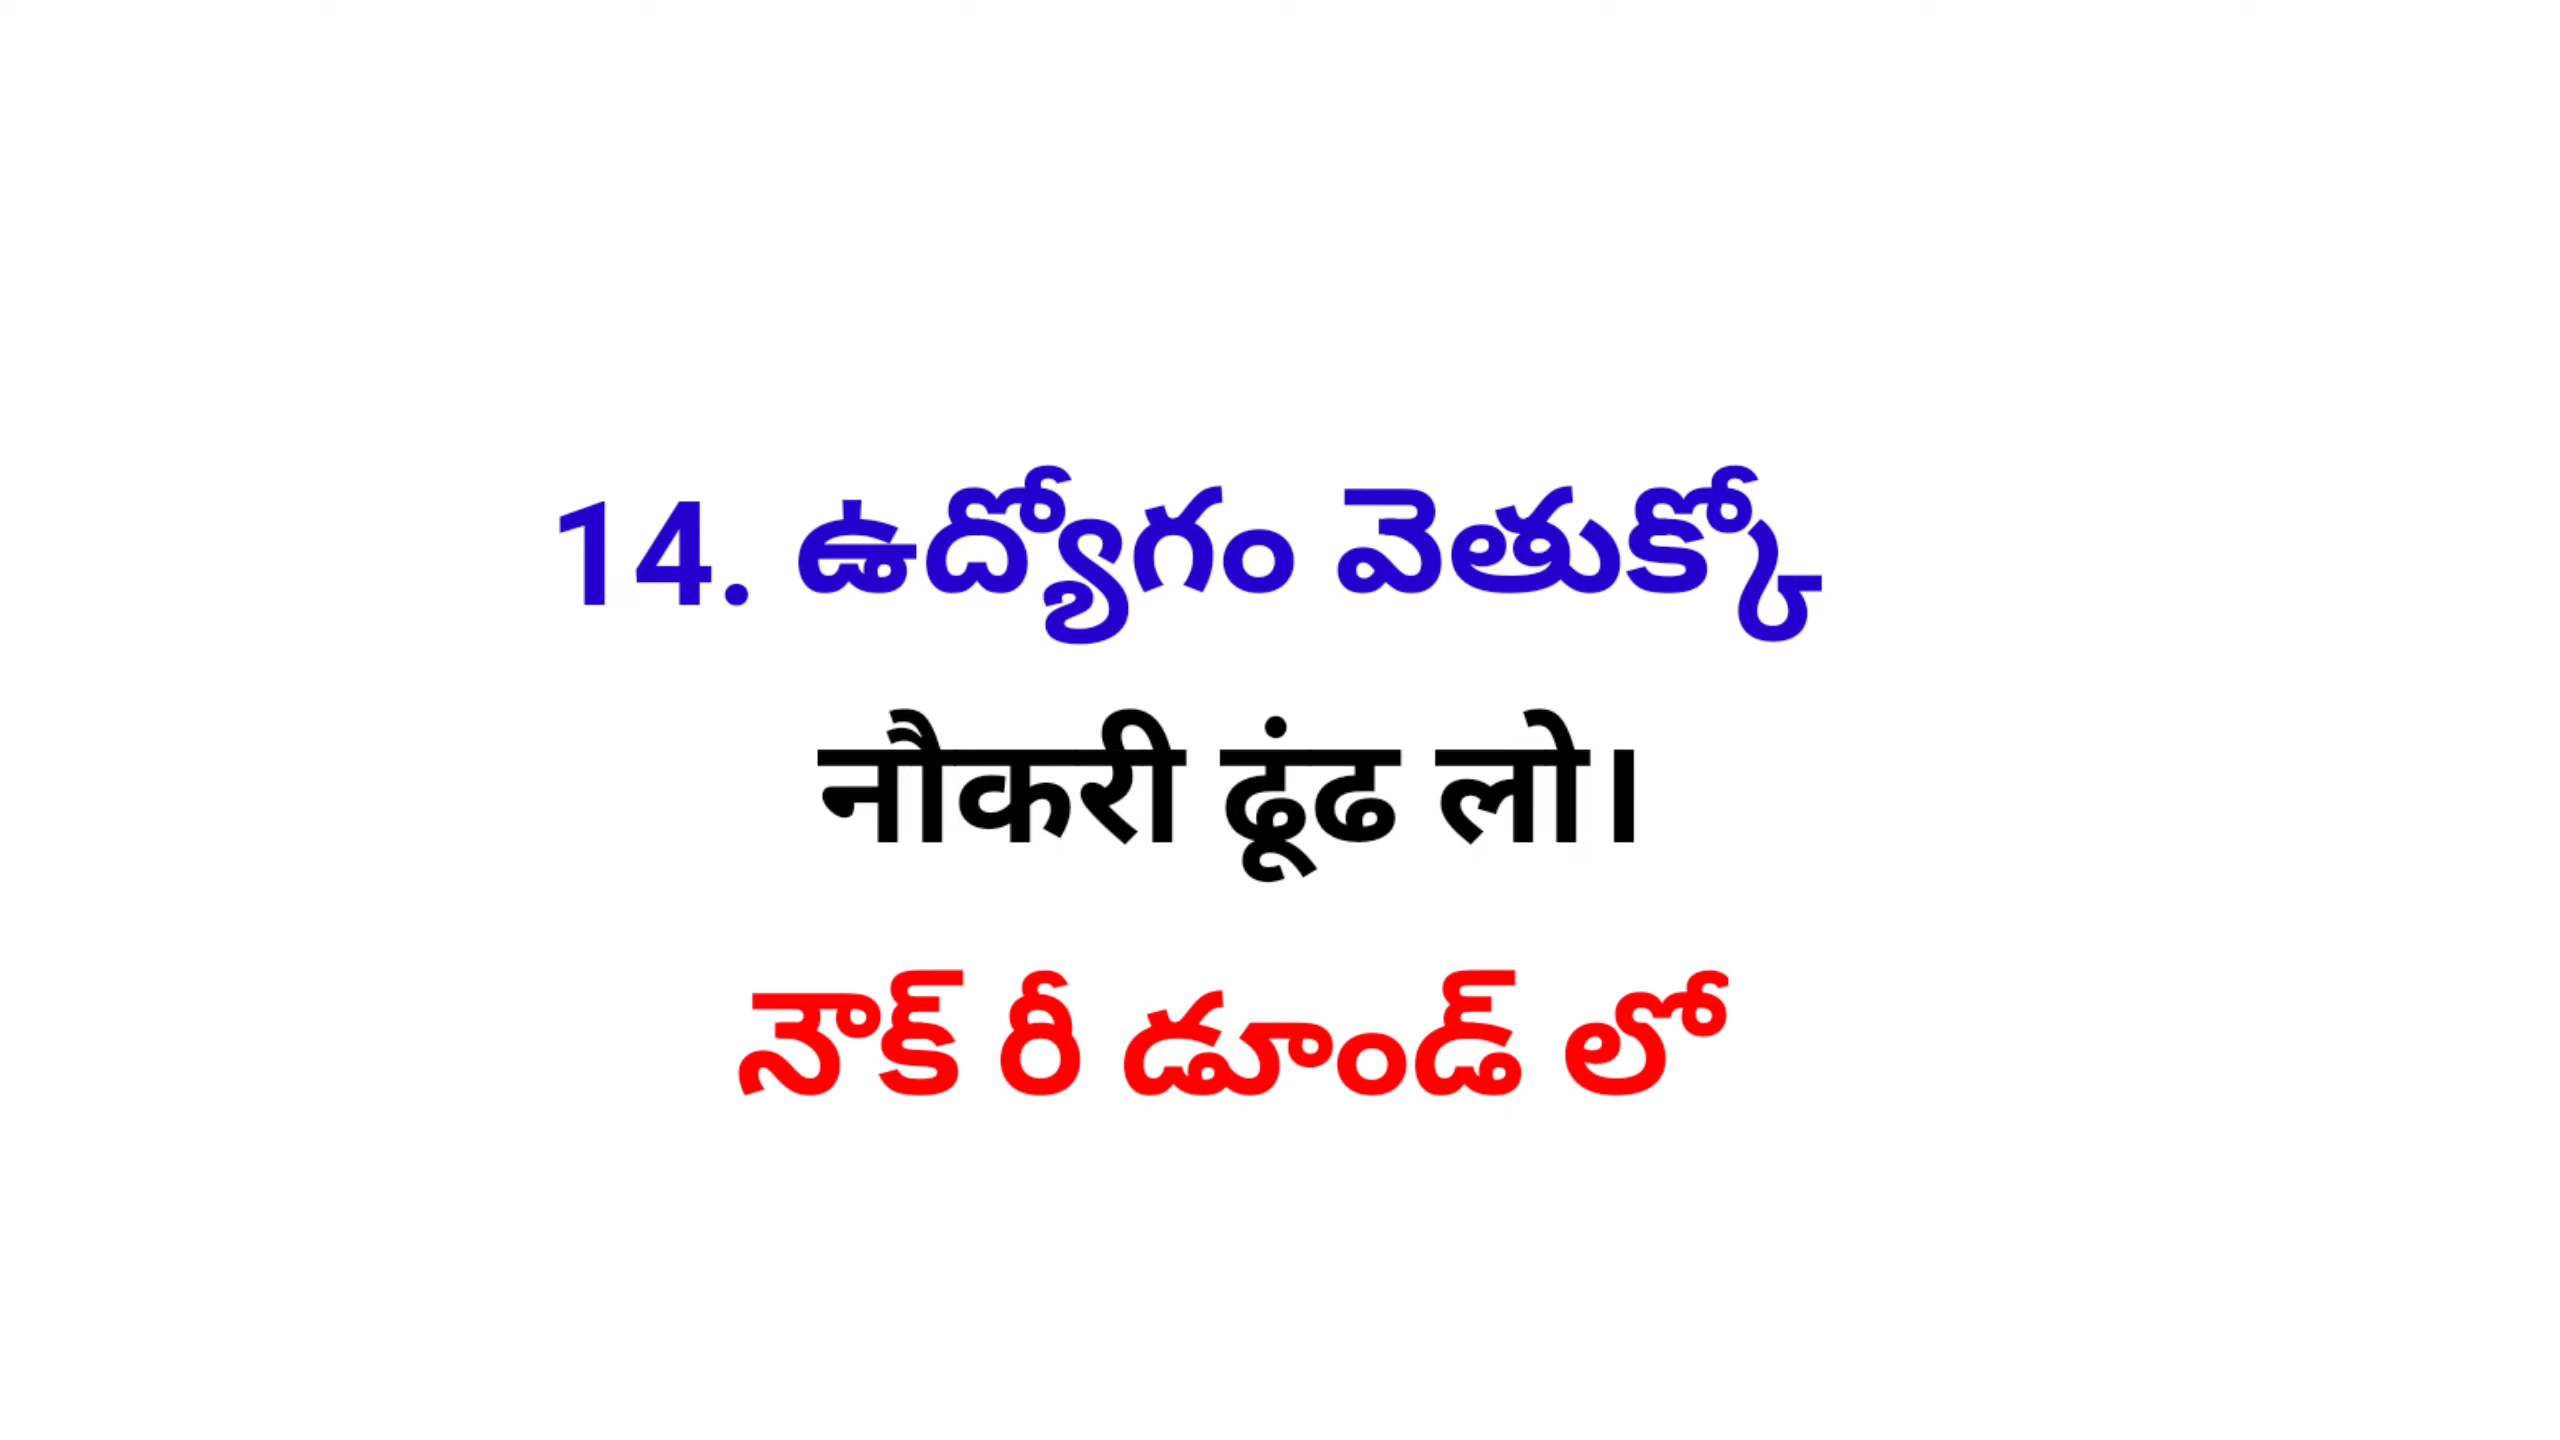 14. ఉద్యోగం వెతుక్కో
नौकरी ढूंढ लो।
నౌక్ రీ డూండ్ లో